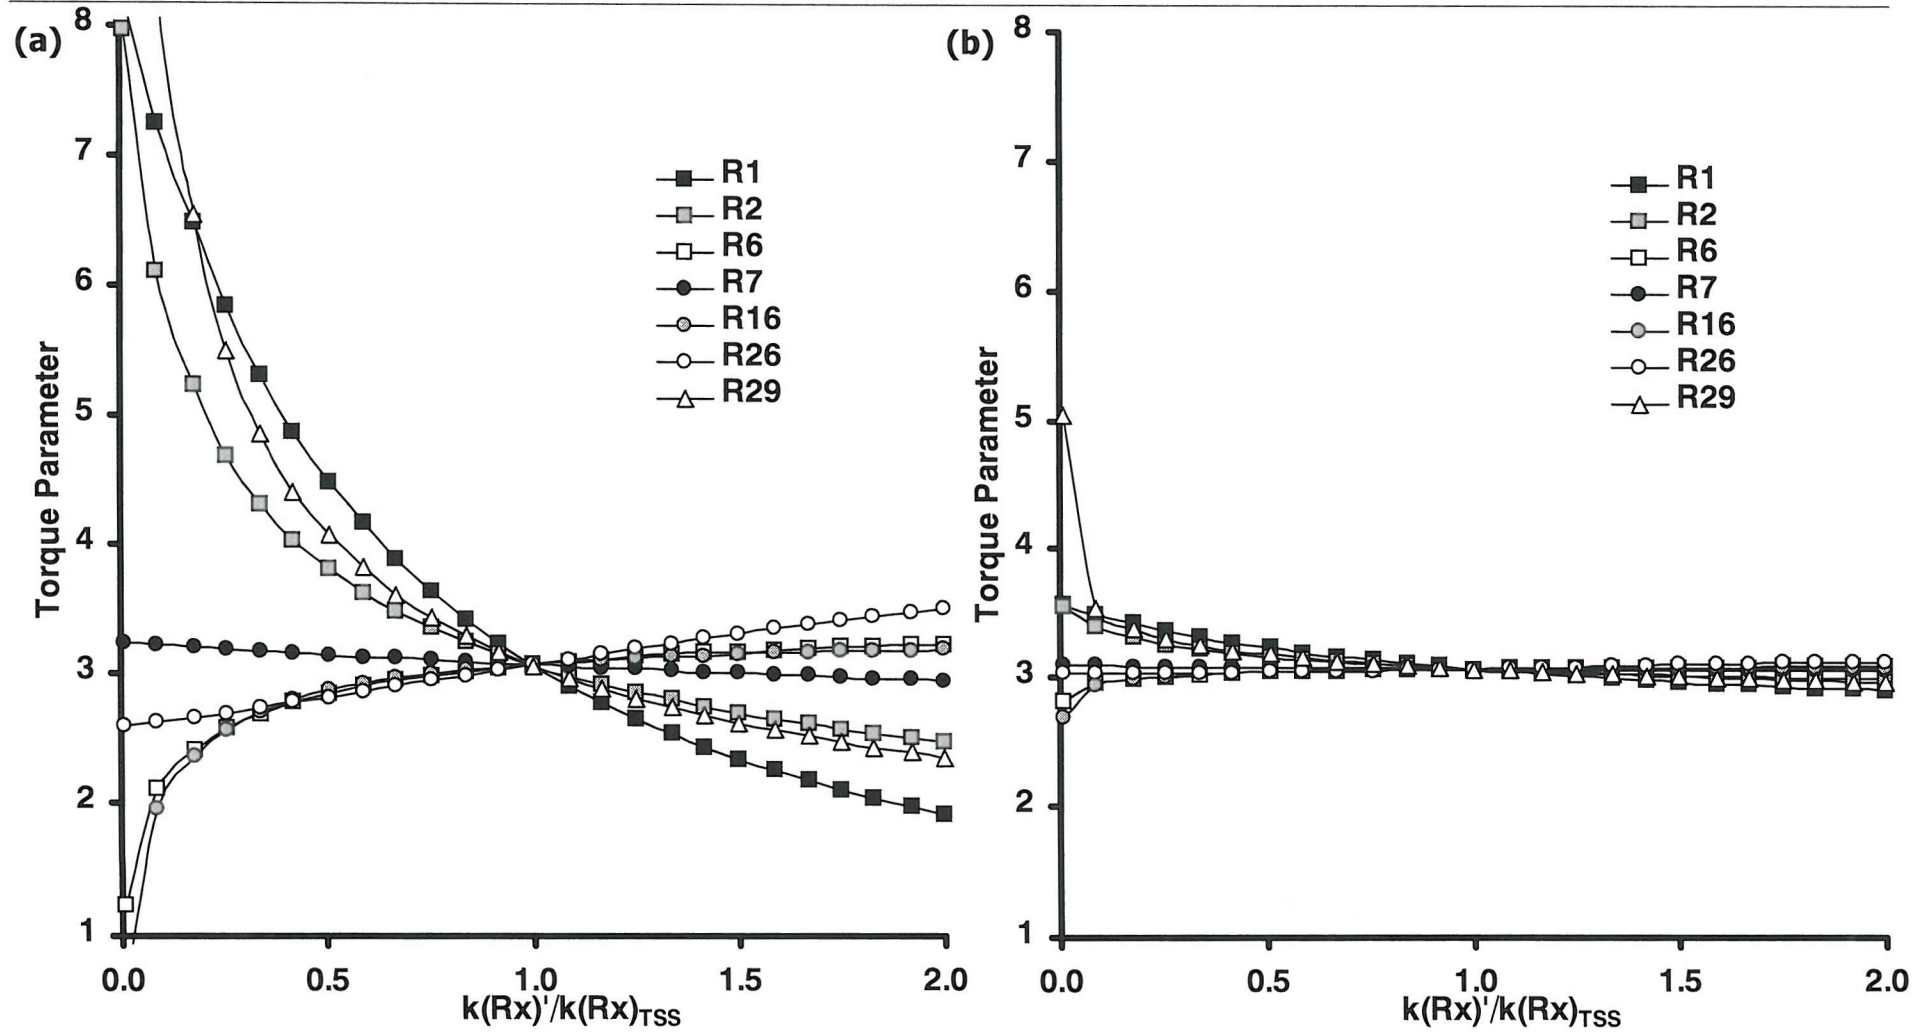 (a)
8
7
6
5
4
3
2
1
Torque Parameter
R1
R2
R6
R7
R16
R26
R29
0.0 0.5 1.0 1.5 2.0
k(Rx)'/k(Rx)TSS
(b)
8
7
6
5
4
3
2
1
Torque Parameter
R1
R2
R6
R7
R16
R26
R29
0.0 0.5 1.0 1.5 2.0
k(Rx)'/k(Rx)TSS